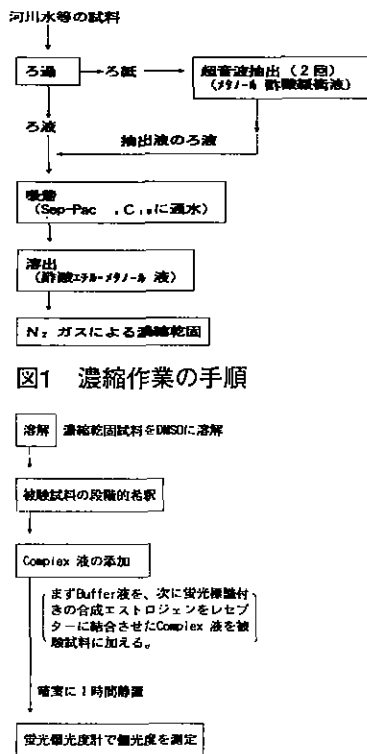 河川水等の試料
ろ過
ろ紙
超音波抽出(2回)
(メタノール 酢酸緩衝液)
ろ液
抽出液のろ液
吸着
(Sep-Pac , C₁₈に通水)
溶出
(酢酸エチル-メタノール 液)
N₂ ガスによる濃縮乾固
図1 濃縮作業の手順
溶解 濃縮乾固試料をDMSOに溶解
被験試料の段階的希釈
Complex 液の添加
まずBuffer液を、次に蛍光標識付
きの合成エストロジェンをレセプ
ターに結合させたComplex 液を被
験試料に加える。
確実に1時間静置
蛍光偏光度計で偏光度を測定